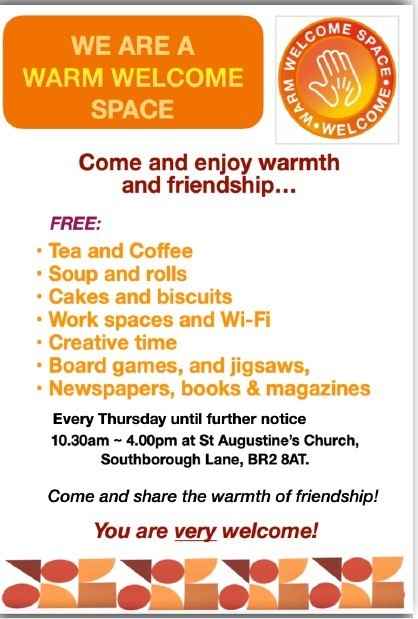 WE ARE A
WARM WELCOME
SPACE
WARM WELCOME SPACE • WELCOME •
Come and enjoy warmth
and friendship…
FREE:
• Tea and Coffee
• Soup and rolls
• Cakes and biscuits
• Work spaces and Wi-Fi
• Creative time
• Board games, and jigsaws,
• Newspapers, books & magazines
Every Thursday until further notice
10.30am ~ 4.00pm at St Augustine's Church,
Southborough Lane, BR2 8AT.
Come and share the warmth of friendship!
You are very welcome!